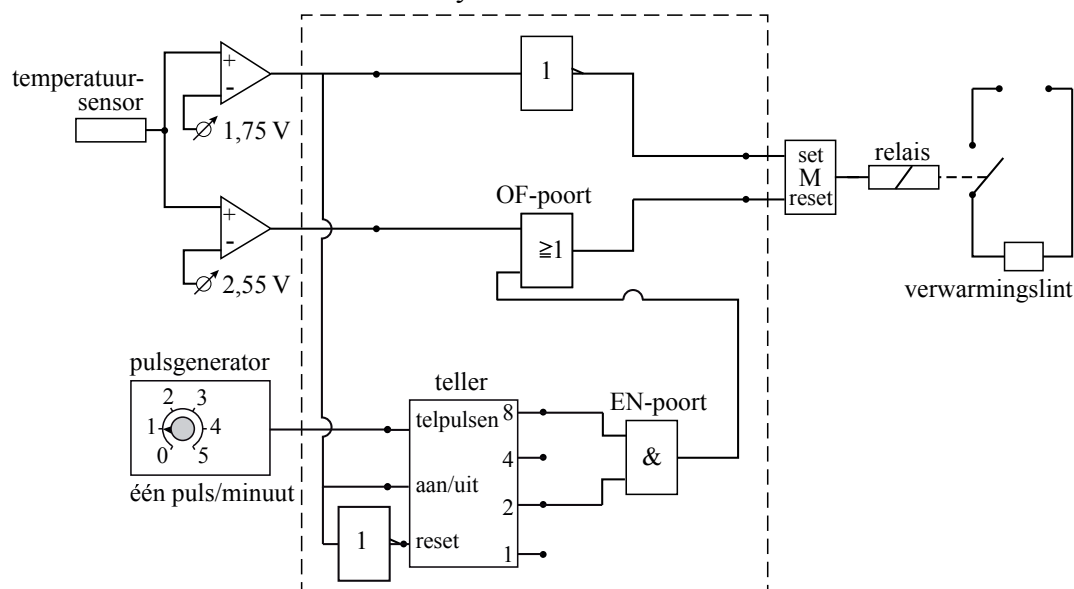 temperatuur-
sensor
+
-
1,75 V
+
-
2,55 V
1
OF-poort
≧1
set
M
reset
relais
verwarmingslint
pulsgenerator
0 1 2 3 4 5
één puls/minuut
teller
telpulsen
aan/uit
reset
8
4
2
1
1
EN-poort
&